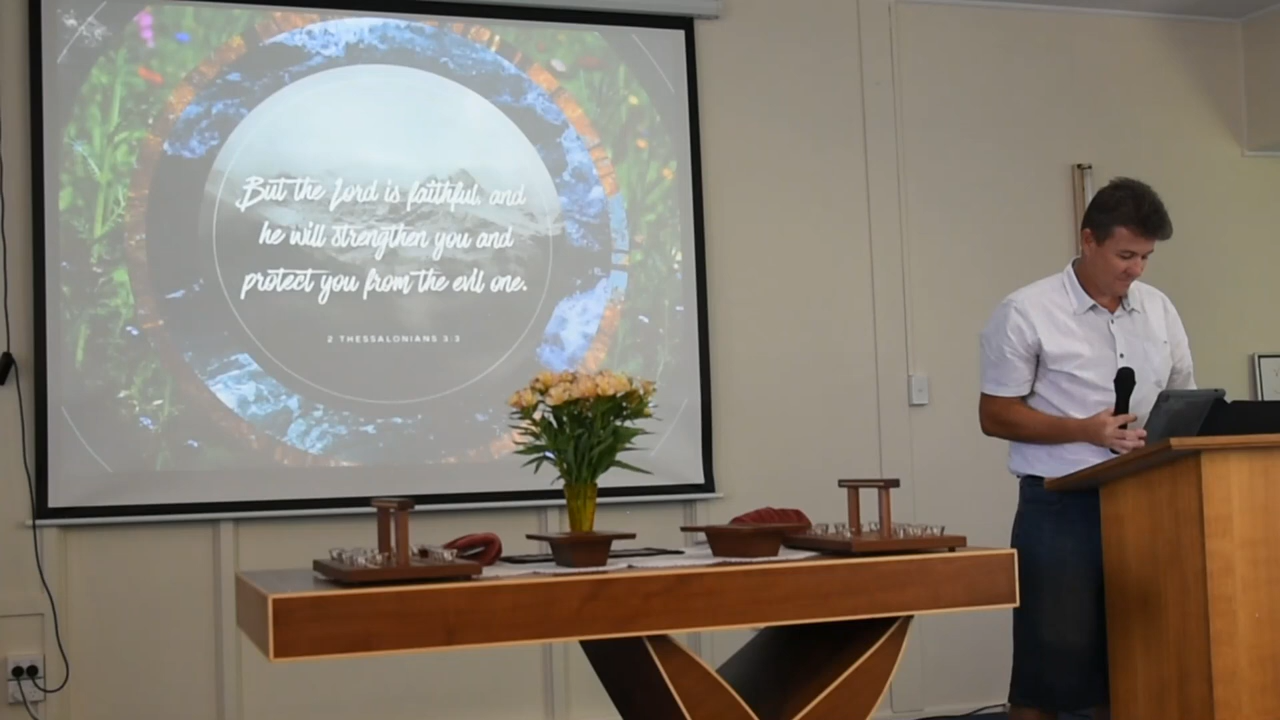 But the Lord is faithful, and
he will strengthen you and
protect you from the evil one.
2 THESSALONIANS 3:3